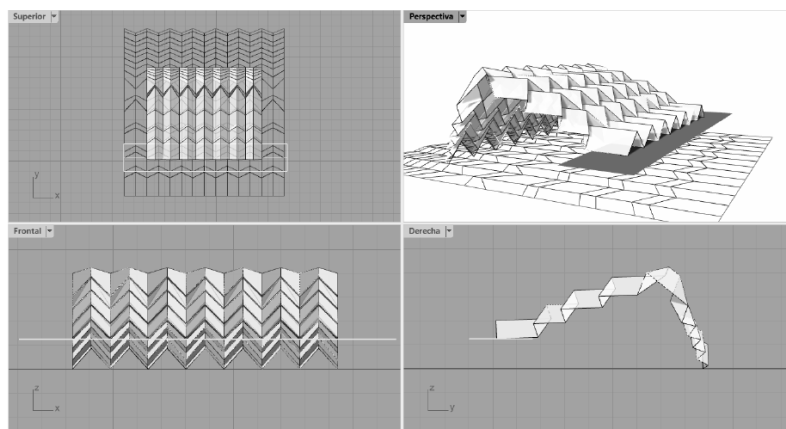 Superior
Perspectiva
y
x
Frontal
Derecha
z
x
z
y